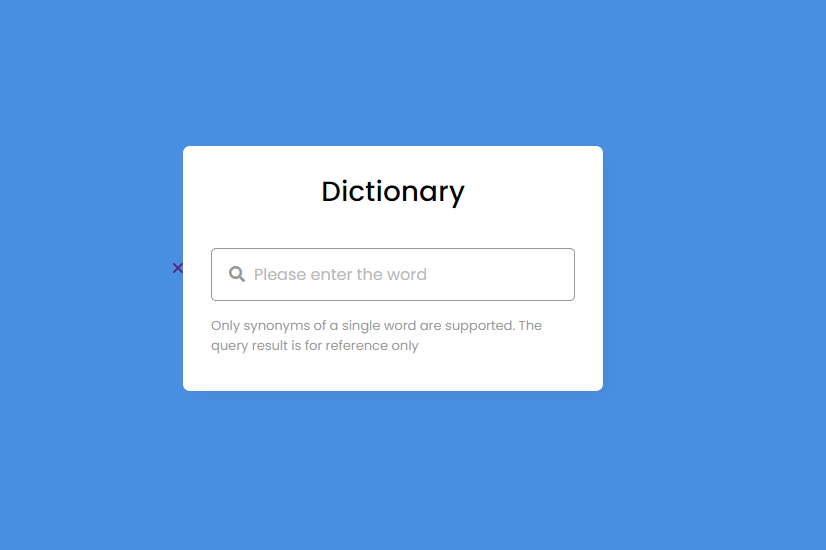 Dictionary
Please enter the word
Only synonyms of a single word are supported. The
query result is for reference only